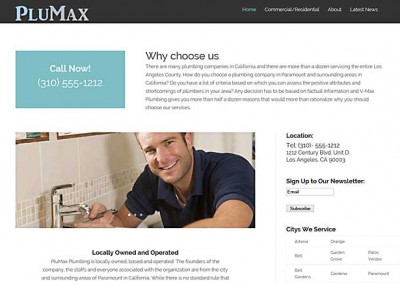 PLUMAX
Home Commercial/Residential About Latest News
Call Now!
(310) 555-1212
Why choose us
There are many plumbing companies in California and there are more than a dozen servicing the entire Los
Angeles County. How do you choose a plumbing company in Paramount and surrounding areas in
California? Do you have a list of criteria based on which you can assess the positive attributes and
shortcomings of plumbers in your area? Any decision has to be based on factual information and V-Max
Plumbing gives you more than half a dozen reasons that would more than rationalize why you should
choose our services.
Location:
Tel: (310)- 555-1212
1212 Century Blvd. Unit D
Los Angeles, CA 90003
Sign Up to Our Newsletter:
Email
Subscribe
Citys We Service
Artesia Orange
Bell Garden Grove Palos Verdes
Bell Gardens Gardena Paramount
Locally Owned and Operated
PluMax Plumbing is locally owned, based and operated. The founders of the
company, the staffs and everyone associated with the organization are from the city
and surrounding areas of Paramount in California. While there is no standard rule that